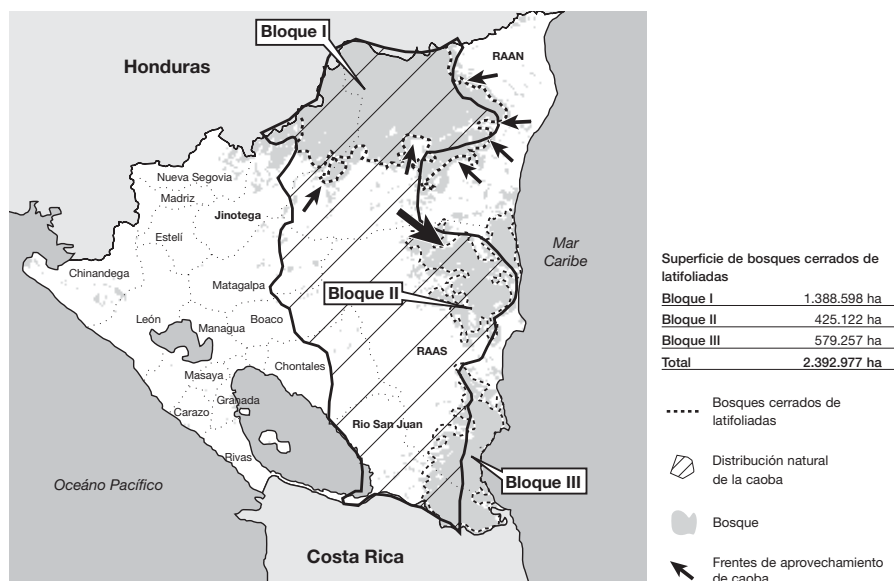 Bloque I
RAAN
Honduras
Nueva Segovia
Madriz
Jinotega
Estelí
Mar
Caribe
Chinandega
Matagalpa
Bloque II
León
Boaco
Managua
RAAS
Chontales
Masaya
Granada
Carazo
Rio San Juan
Rivas
Bloque III
Oceáno Pacífico
Costa Rica
Superficie de bosques cerrados de
latifoliadas
Bloque I 1.388.598 ha
Bloque II 425.122 ha
Bloque III 579.257 ha
Total 2.392.977 ha
Bosques cerrados de
latifoliadas
Distribución natural
de la caoba
Bosque
Frentes de aprovechamiento
de caoba